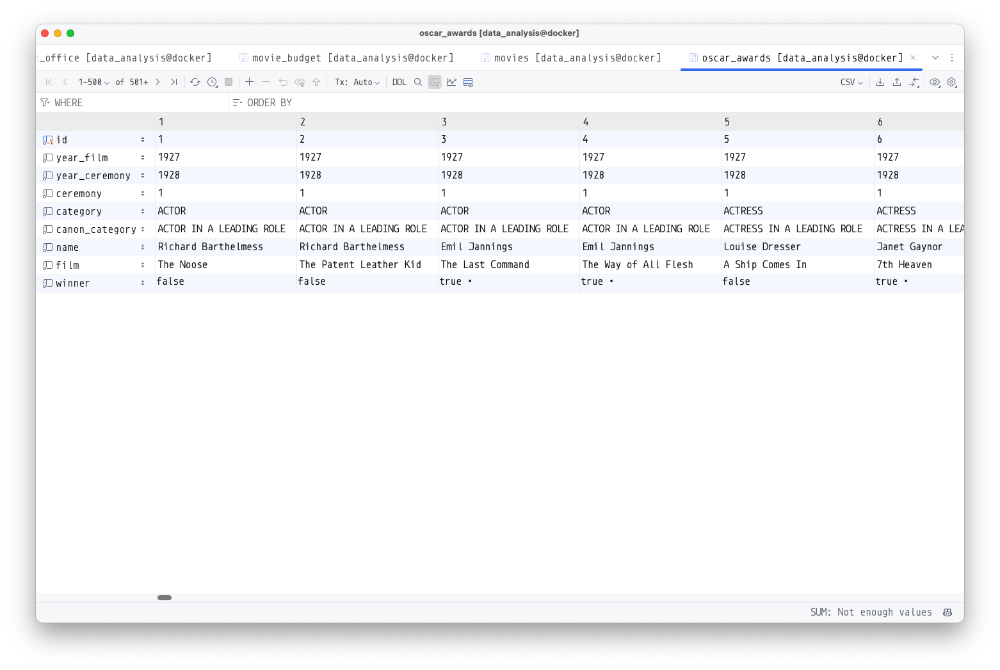 oscar_awards [data_analysis@docker]
_office [data_analysis@docker] movie_budget [data_analysis@docker] movies [data_analysis@docker] oscar_awards [data_analysis@docker]
1-500 of 501+ Tx: Auto DDL CSV
WHERE ORDER BY
1 2 3 4 5 6
id 1 2 3 4 5 6
year_film 1927 1927 1927 1927 1927 1927
year_ceremony 1928 1928 1928 1928 1928 1928
ceremony 1 1 1 1 1 1
category ACTOR ACTOR ACTOR ACTOR ACTRESS ACTRESS
canon_category ACTOR IN A LEADING ROLE ACTOR IN A LEADING ROLE ACTOR IN A LEADING ROLE ACTOR IN A LEADING ROLE ACTRESS IN A LEADING ROLE ACTRESS IN A LEA
name Richard Barthelmess Richard Barthelmess Emil Jannings Emil Jannings Louise Dresser Janet Gaynor
film The Noose The Patent Leather Kid The Last Command The Way of All Flesh A Ship Comes In 7th Heaven
winner false false true • true • false true •
SUM: Not enough values